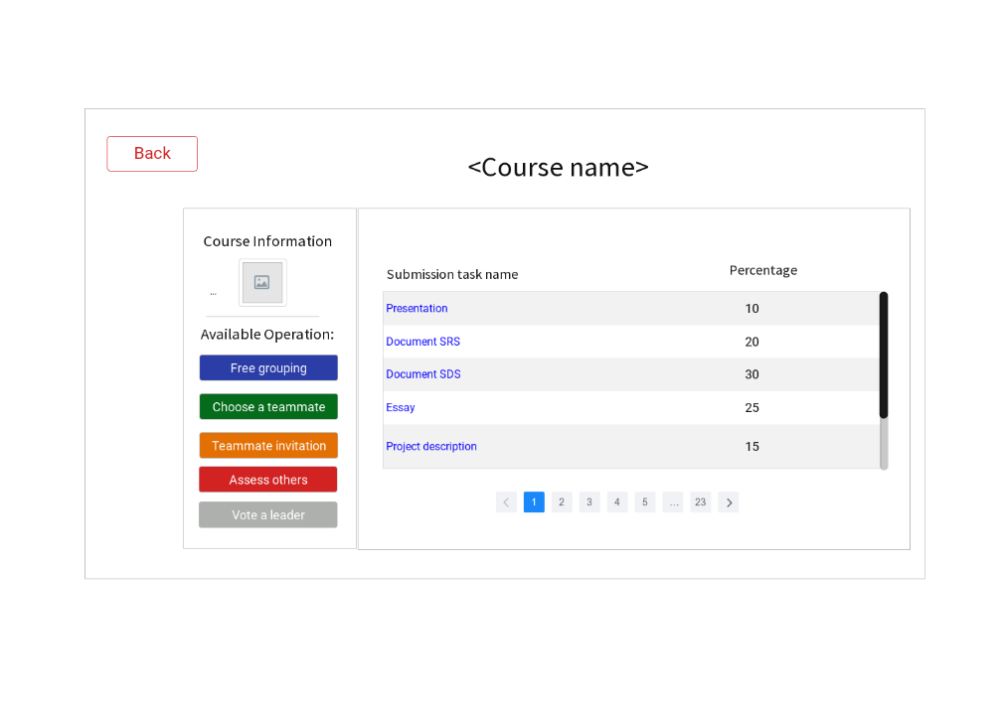 Back
<Course name>
Course Information
...
Available Operation:
Free grouping
Choose a teammate
Teammate invitation
Assess others
Vote a leader
Submission task name Percentage
Presentation 10
Document SRS 20
Document SDS 30
Essay 25
Project description 15
1 2 3 4 5 ... 23